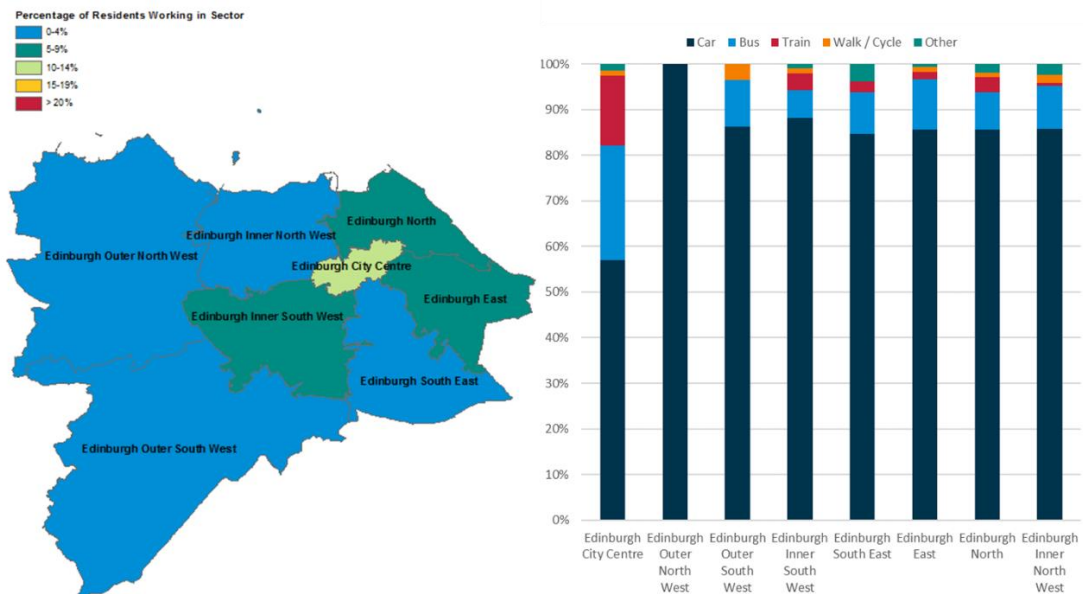 Percentage of Residents Working in Sector
0-4%
5-9%
10-14%
15-19%
> 20%
Edinburgh North
Edinburgh Inner North West
Edinburgh Outer North West
Edinburgh City Centre
Edinburgh East
Edinburgh Inner South West
Edinburgh South East
Edinburgh Outer South West
Car Bus Train Walk / Cycle Other
100%
90%
80%
70%
60%
50%
40%
30%
20%
10%
0%
Edinburgh
City Centre
Edinburgh
Outer
North
West
Edinburgh
Outer
South
West
Edinburgh
Inner
South
West
Edinburgh
South East
Edinburgh
East
Edinburgh
North
Edinburgh
Inner
North
West